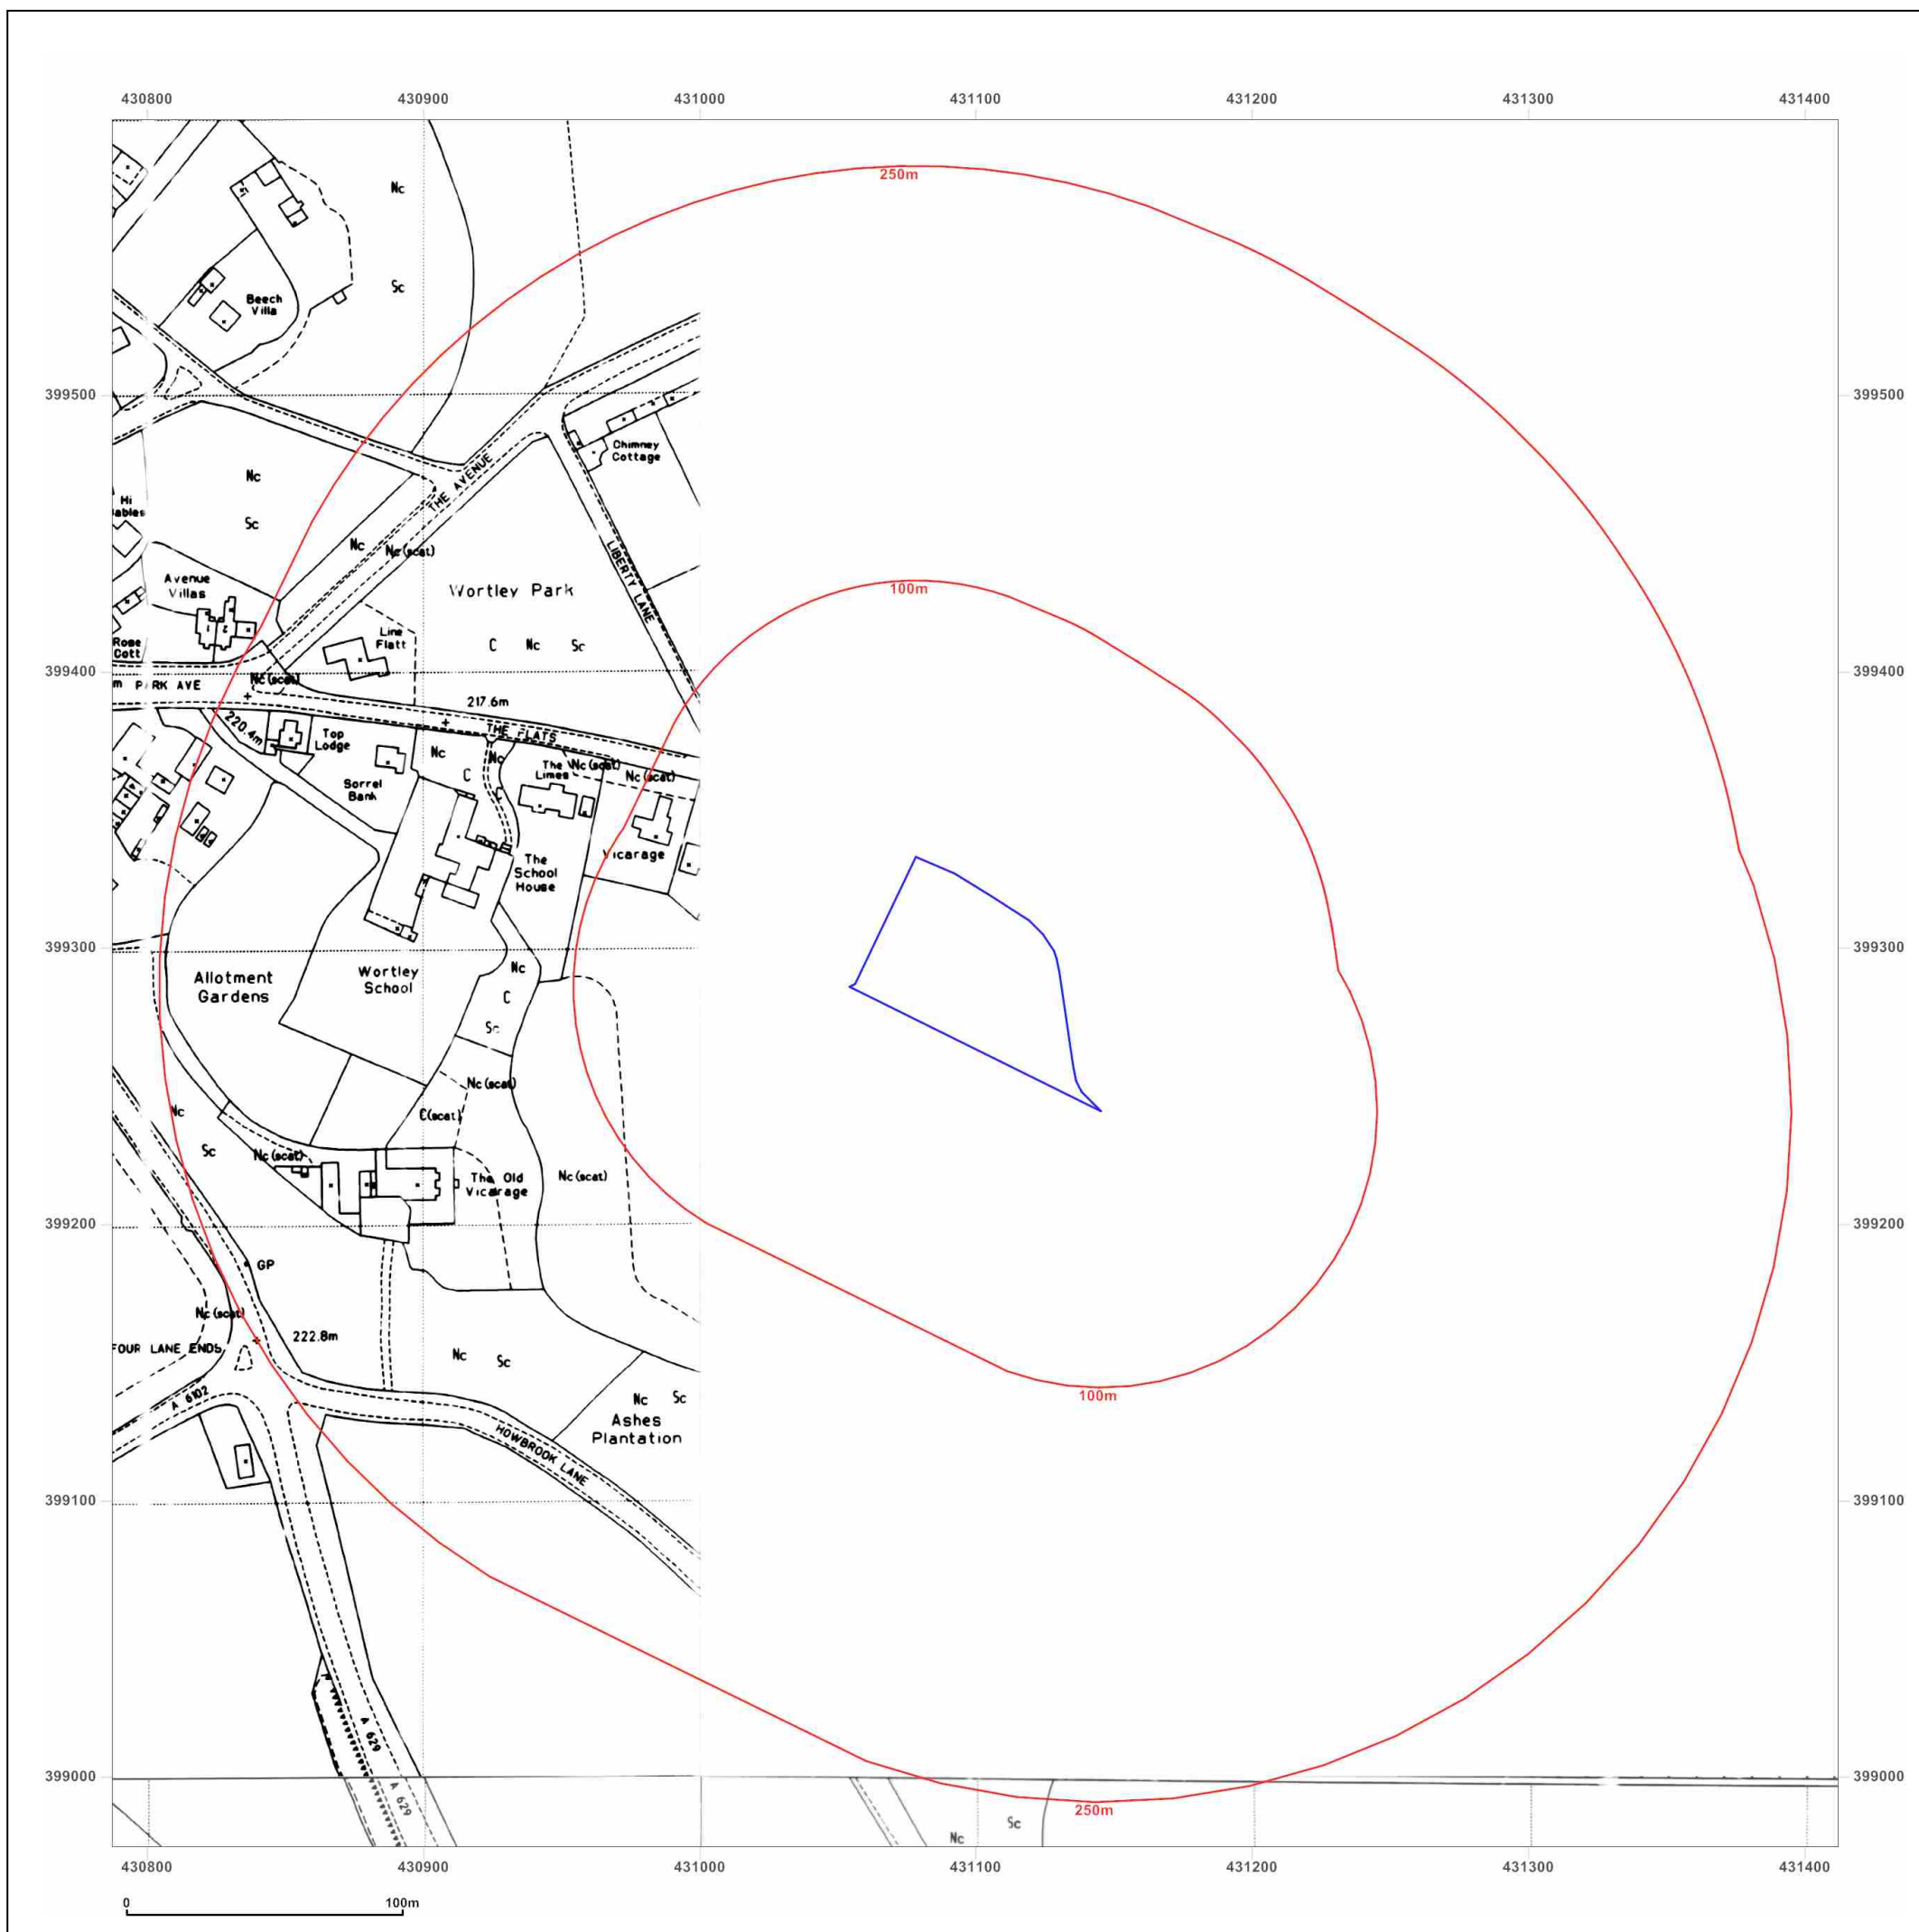 430800 430900 431000 431100 431200 431300 431400
250m
Nc
Sc
Beech
Villa
399500 399500
Chimney
Cottage
THE AVENUE
Nc
Hi
Sc
Nc
Nc (scat)
LIBERTY LANE
Avenue
Villas
Wortley Park
100m
1 2
Line
Flatt
Rose
Cott
C Nc Sc
399400 399400
Nc (scat)
m PARK AVE
217.6m
220.4m
THE FLATS
Top
Lodge
Nc
Nc
The
Limes
Nc (scat)
Nc (scat)
C
Sorrel
Bank
C
Vicarage
The
School
House
399300 399300
Nc
Allotment
Gardens
Wortley
School
C
Sc
Nc (scat)
Nc
C (scat)
Sc
Nc (scat)
The Old
Vicarage
Nc (scat)
399200 399200
GP
Nc (scat)
222.8m
FOUR LANE ENDS
Nc Sc
A 6102
Nc Sc
100m
Ashes
Plantation
HOWBROOK LANE
399100 399100
A 629
399000 399000
A 629
250m
Sc
Nc
430800 430900 431000 431100 431200 431300 431400
0 100m